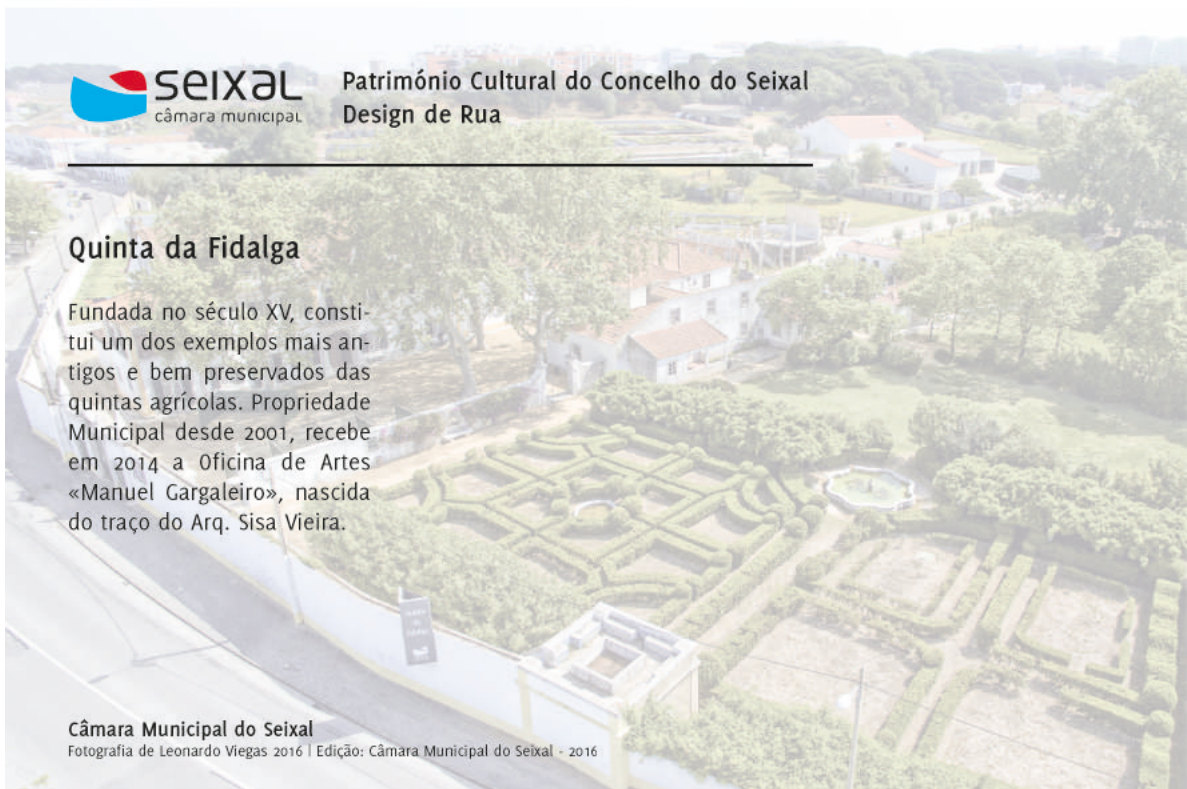 seixal
câmara municipal
Património Cultural do Concelho do Seixal
Design de Rua
Quinta da Fidalga
Fundada no século XV, consti-
tui um dos exemplos mais an-
tigos e bem preservados das
quintas agrícolas. Propriedade
Municipal desde 2001, recebe
em 2014 a Oficina de Artes
«Manuel Gargaleiro», nascida
do traço do Arq. Sisa Vieira.
Câmara Municipal do Seixal
Fotografia de Leonardo Viegas 2016 | Edição: Câmara Municipal do Seixal - 2016